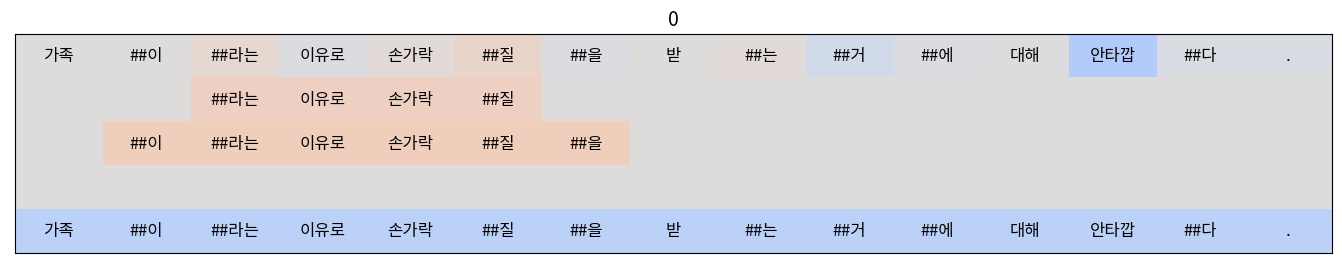 0
가족 ##이 ##라는 이유로 손가락 ##질 ##을 받 ##는 ##거 ##에 대해 안타깝 ##다 .
##라는 이유로 손가락 ##질
##이 ##라는 이유로 손가락 ##질 ##을
가족 ##이 ##라는 이유로 손가락 ##질 ##을 받 ##는 ##거 ##에 대해 안타깝 ##다 .